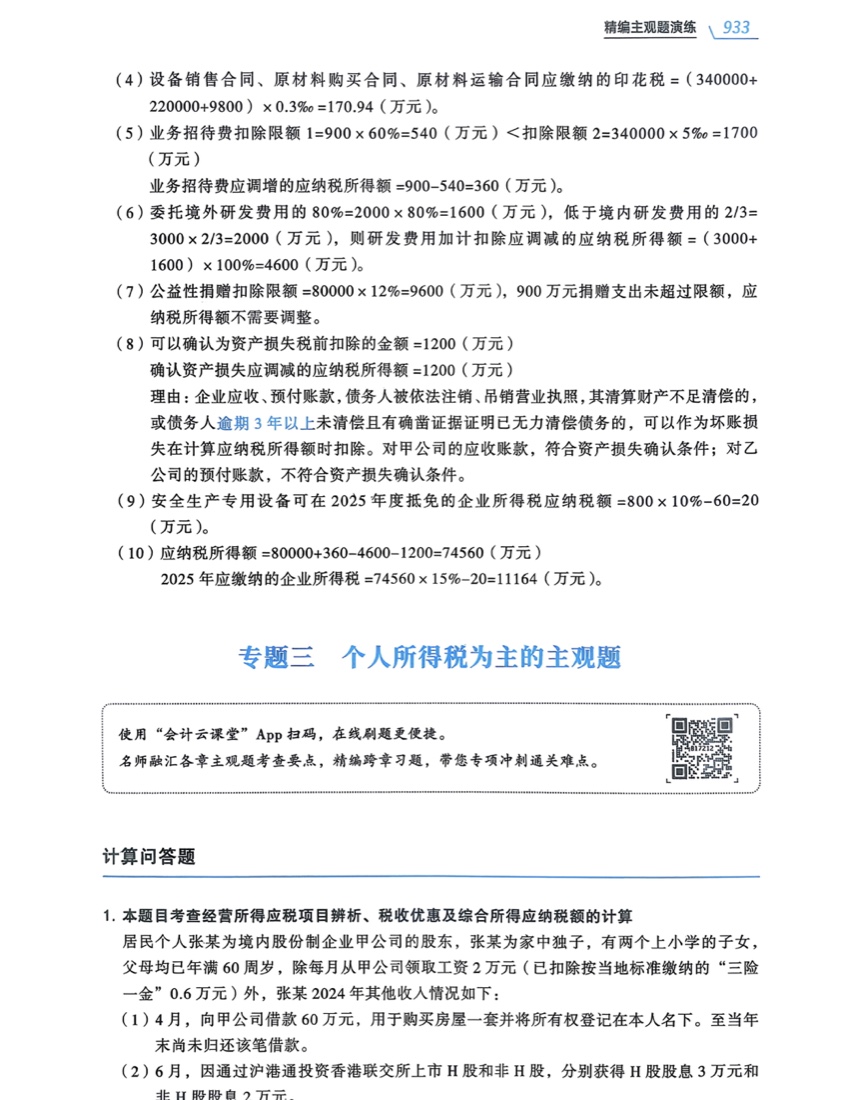 精编主观题演练 933
（4）设备销售合同、原材料购买合同、原材料运输合同应缴纳的印花税 =（340000+
220000+9800）×0.3‰ =170.94（万元）。
（5）业务招待费扣除限额 1=900×60%=540（万元）＜扣除限额 2=340000×5‰ =1700
（万元）
业务招待费应调增的应纳税所得额 =900-540=360（万元）。
（6）委托境外研发费用的 80%=2000×80%=1600（万元），低于境内研发费用的 2/3=
3000×2/3=2000（万元），则研发费用加计扣除应调减的应纳税所得额 =（3000+
1600）×100%=4600（万元）。
（7）公益性捐赠扣除限额 =80000×12%=9600（万元），900 万元捐赠支出未超过限额，应
纳税所得额不需要调整。
（8）可以确认为资产损失税前扣除的金额 =1200（万元）
确认资产损失应调减的应纳税所得额 =1200（万元）
理由：企业应收、预付账款，债务人被依法注销、吊销营业执照，其清算财产不足清偿的，
或债务人逾期 3 年以上未清偿且有确凿证据证明已无力清偿债务的，可以作为坏账损
失在计算应纳税所得额时扣除。对甲公司的应收账款，符合资产损失确认条件；对乙
公司的预付账款，不符合资产损失确认条件。
（9）安全生产专用设备可在 2025 年度抵免的企业所得税应纳税额 =800×10%-60=20
（万元）。
（10）应纳税所得额 =80000+360-4600-1200=74560（万元）
2025 年应缴纳的企业所得税 =74560×15%-20=11164（万元）。
专题三 个人所得税为主的主观题
使用“会计云课堂”App 扫码，在线刷题更便捷。
名师融汇各章主观题考查要点，精编跨章习题，带您专项冲刺通关难点。
计算问答题
1. 本题目考查经营所得应税项目辨析、税收优惠及综合所得应纳税额的计算
居民个人张某为境内股份制企业甲公司的股东，张某为家中独子，有两个上小学的子女，
父母均已年满 60 周岁，除每月从甲公司领取工资 2 万元（已扣除按当地标准缴纳的“三险
一金”0.6 万元）外，张某 2024 年其他收入情况如下：
（1）4 月，向甲公司借款 60 万元，用于购买房屋一套并将所有权登记在本人名下。至当年
末尚未归还该笔借款。
（2）6 月，因通过沪港通投资香港联交所上市 H 股和非 H 股，分别获得 H 股股息 3 万元和
非 H 股股息 2 万元。